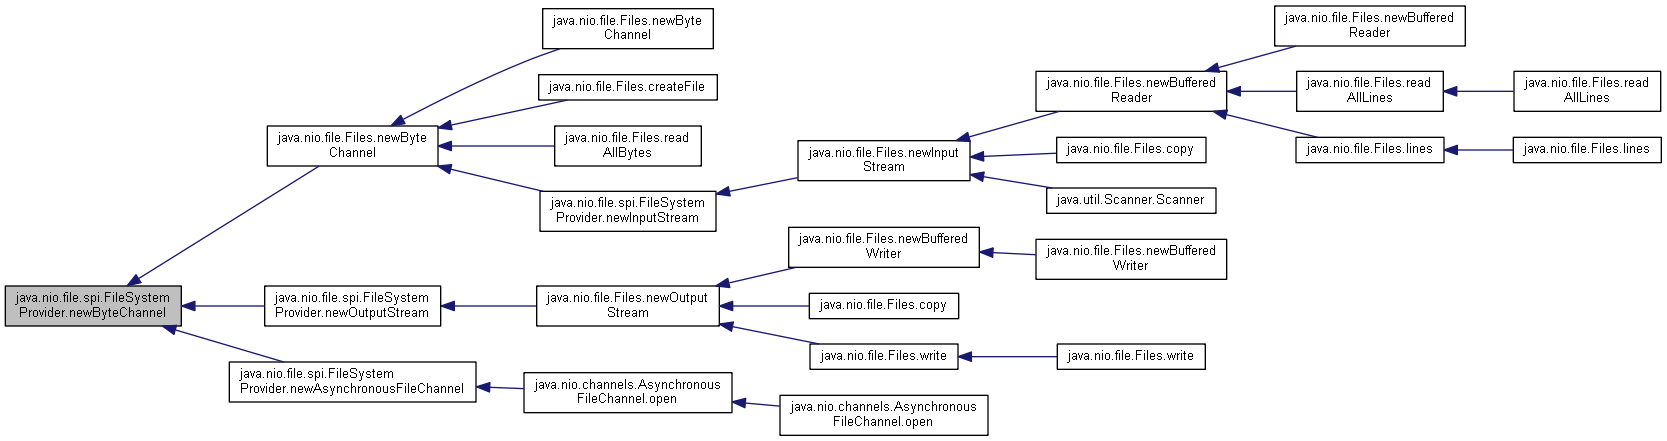 java.nio.file.spi.FileSystem
Provider.newByteChannel
java.nio.file.Files.newByte
Channel
java.nio.file.Files.newByte
Channel
java.nio.file.Files.createFile
java.nio.file.Files.read
AllBytes
java.nio.file.spi.FileSystem
Provider.newInputStream
java.nio.file.Files.newInput
Stream
java.nio.file.Files.newBuffered
Reader
java.nio.file.Files.newBuffered
Reader
java.nio.file.Files.read
AllLines
java.nio.file.Files.read
AllLines
java.nio.file.Files.lines
java.nio.file.Files.lines
java.nio.file.Files.copy
java.util.Scanner.Scanner
java.nio.file.spi.FileSystem
Provider.newOutputStream
java.nio.file.Files.newOutput
Stream
java.nio.file.Files.newBuffered
Writer
java.nio.file.Files.newBuffered
Writer
java.nio.file.Files.copy
java.nio.file.Files.write
java.nio.file.Files.write
java.nio.file.spi.FileSystem
Provider.newAsynchronousFileChannel
java.nio.channels.Asynchronous
FileChannel.open
java.nio.channels.Asynchronous
FileChannel.open